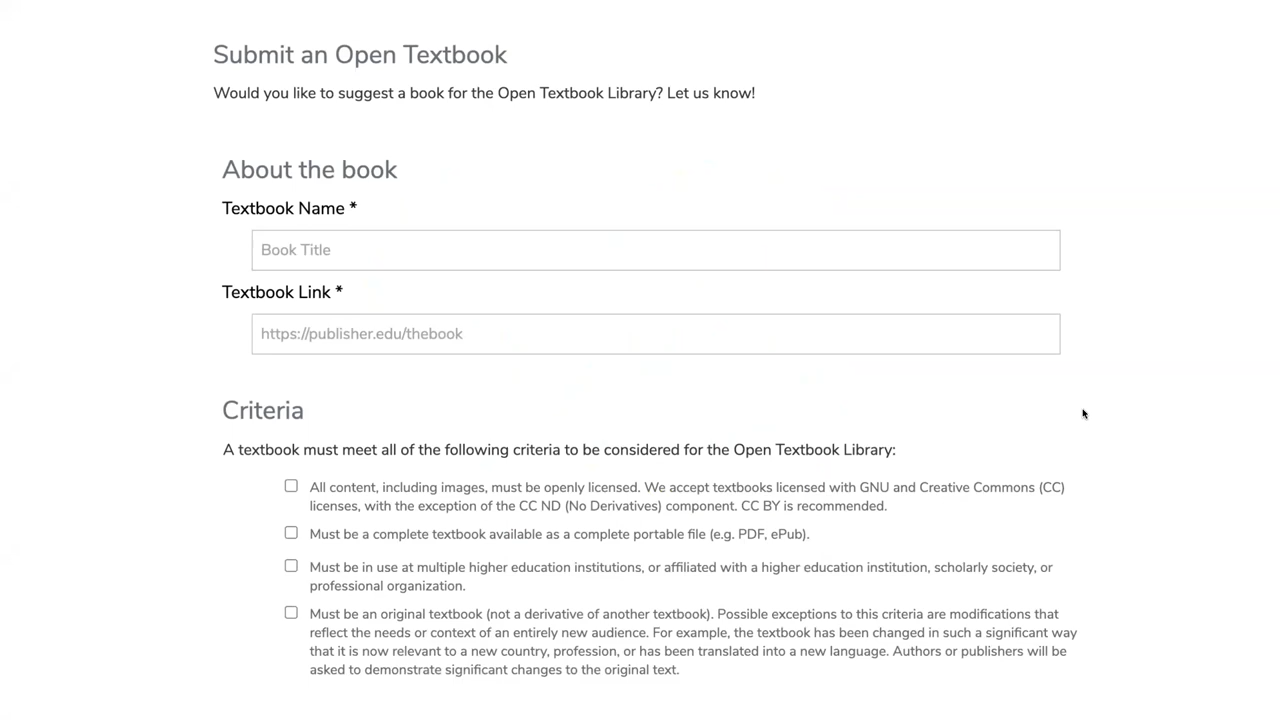 Submit an Open Textbook
Would you like to suggest a book for the Open Textbook Library? Let us know!
About the book
Textbook Name *
Book Title
Textbook Link *
https://publisher.edu/thebook
Criteria
A textbook must meet all of the following criteria to be considered for the Open Textbook Library:
All content, including images, must be openly licensed. We accept textbooks licensed with GNU and Creative Commons (CC)
licenses, with the exception of the CC ND (No Derivatives) component. CC BY is recommended.
Must be a complete textbook available as a complete portable file (e.g. PDF, ePub).
Must be in use at multiple higher education institutions, or affiliated with a higher education institution, scholarly society, or
professional organization.
Must be an original textbook (not a derivative of another textbook). Possible exceptions to this criteria are modifications that
reflect the needs or context of an entirely new audience. For example, the textbook has been changed in such a significant way
that it is now relevant to a new country, profession, or has been translated into a new language. Authors or publishers will be
asked to demonstrate significant changes to the original text.